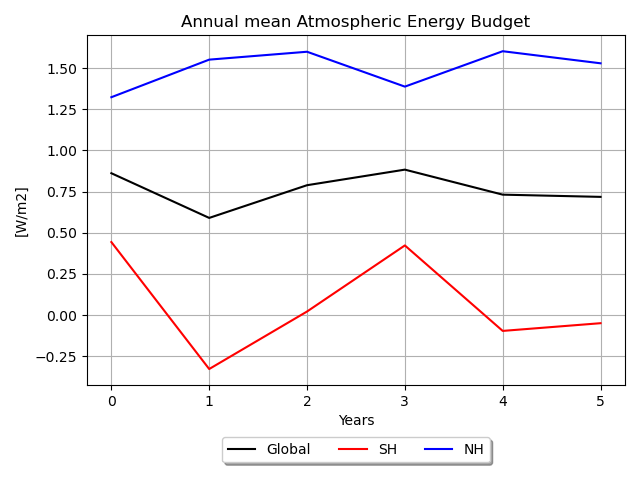 Annual mean Atmospheric Energy Budget
[W/m2]
1.50
1.25
1.00
0.75
0.50
0.25
0.00
−0.25
0 1 2 3 4 5
Years
Global SH NH